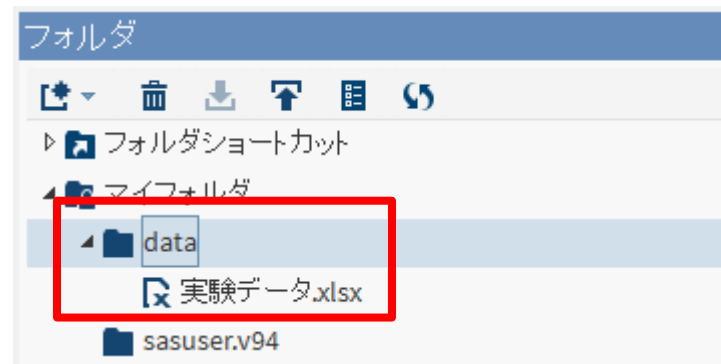 フォルダ
フォルダショートカット
マイフォルダ
data
実験データ.xlsx
sasuser.v94